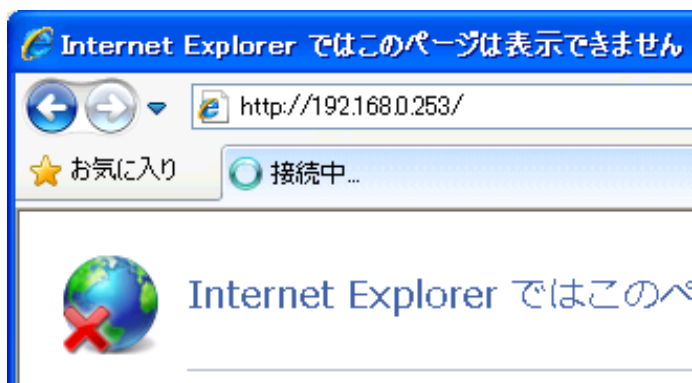 Internet Explorer ではこのページは表示できません
http://192.168.0.253/
お気に入り
接続中...
Internet Explorer ではこのペ